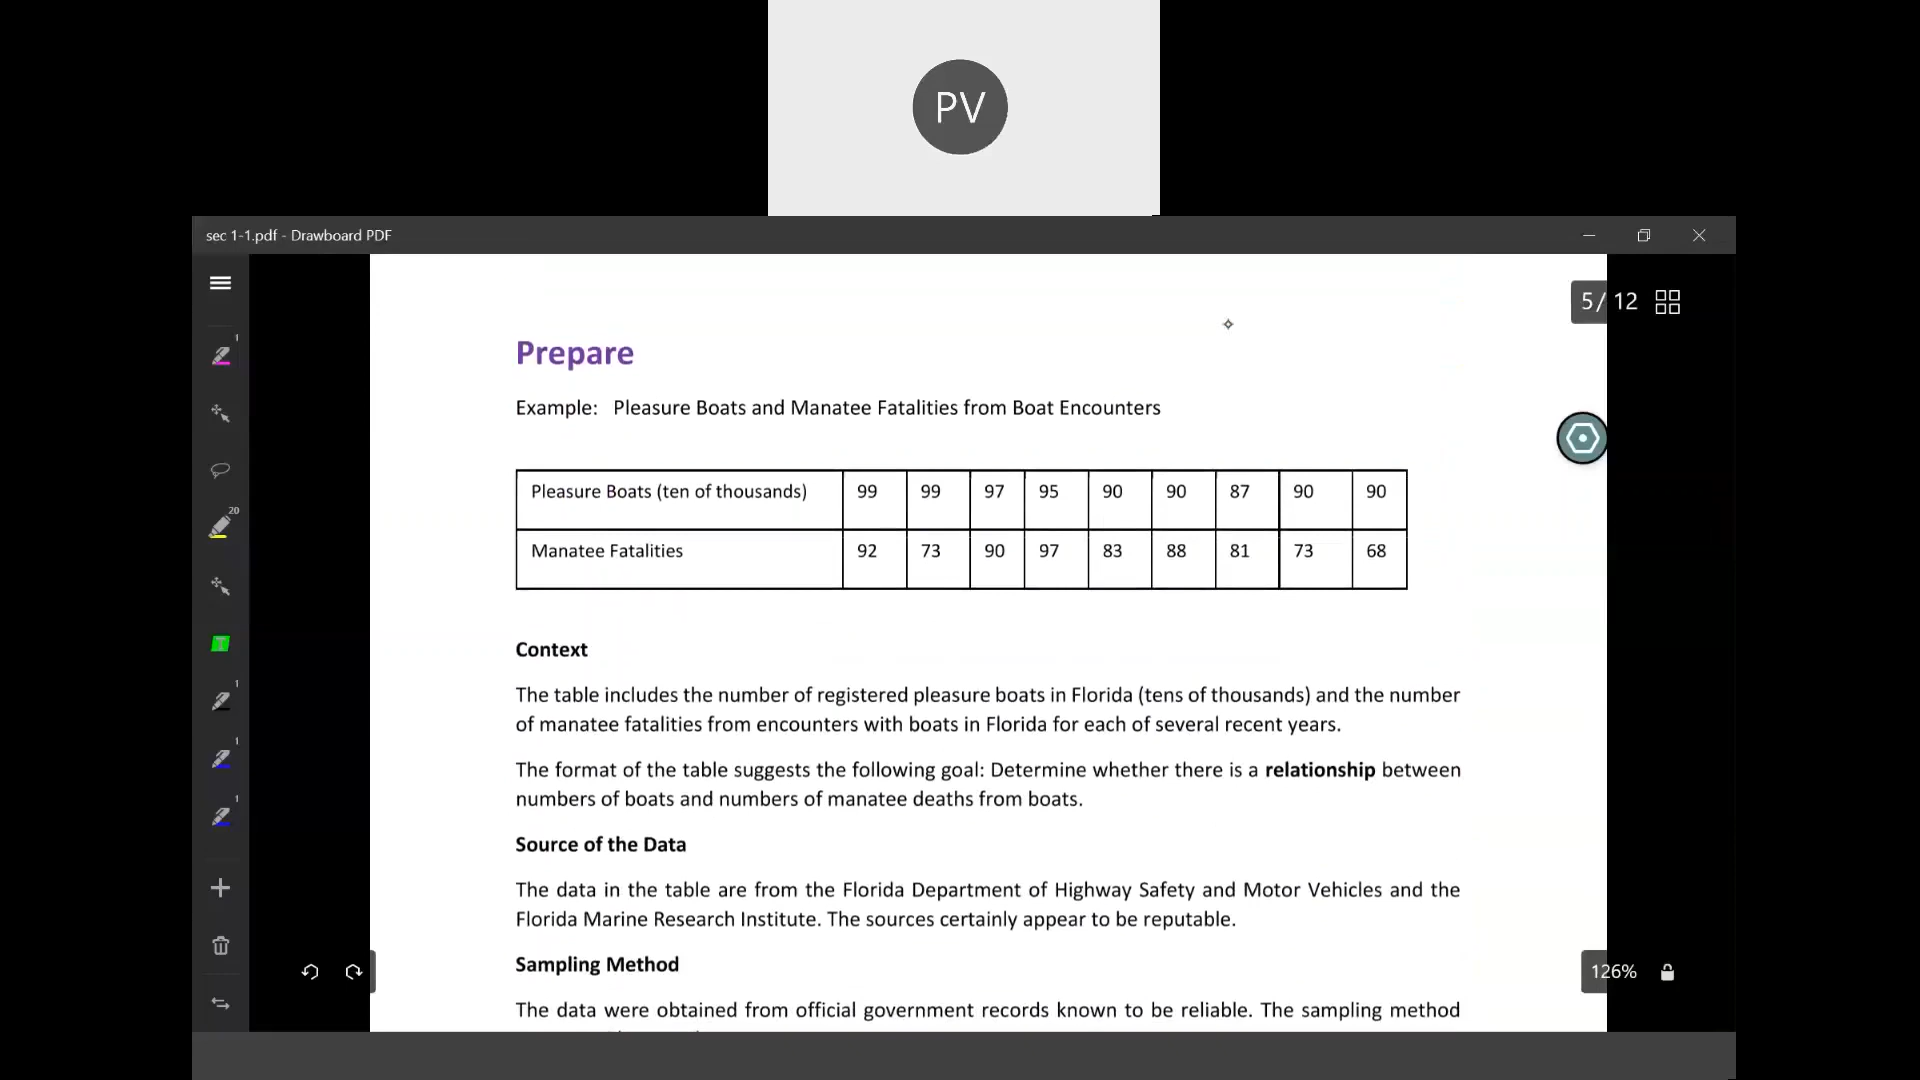 PV
sec 1-1.pdf - Drawboard PDF
5/ 12
1
20
1
1
1
Prepare
Example: Pleasure Boats and Manatee Fatalities from Boat Encounters
Pleasure Boats (ten of thousands) 99 99 97 95 90 90 87 90 90
Manatee Fatalities 92 73 90 97 83 88 81 73 68
Context
The table includes the number of registered pleasure boats in Florida (tens of thousands) and the number
of manatee fatalities from encounters with boats in Florida for each of several recent years.
The format of the table suggests the following goal: Determine whether there is a relationship between
numbers of boats and numbers of manatee deaths from boats.
Source of the Data
The data in the table are from the Florida Department of Highway Safety and Motor Vehicles and the
Florida Marine Research Institute. The sources certainly appear to be reputable.
Sampling Method
The data were obtained from official government records known to be reliable. The sampling method
126%